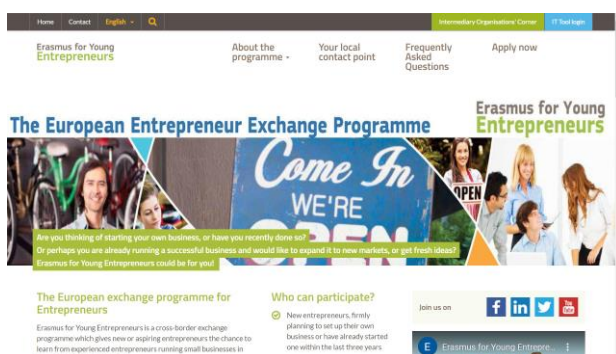 Home Contact English
Intermediary Organisations' Corner IT Tool login
Erasmus for Young
Entrepreneurs
About the
programme
Your local
contact point
Frequently
Asked
Questions
Apply now
The European Entrepreneur Exchange Programme
Erasmus for Young
Entrepreneurs
Come In
WE'RE
OPEN
OPEN
Are you thinking of starting your own business, or have you recently done so?
Or perhaps you are already running a successful business and would like to expand it to new markets, or get fresh ideas?
Erasmus for Young Entrepreneurs could be for you!
The European exchange programme for
Entrepreneurs
Erasmus for Young Entrepreneurs is a cross-border exchange
programme which gives new or aspiring entrepreneurs the chance to
learn from experienced entrepreneurs running small businesses in
Who can participate?
New entrepreneurs, firmly
planning to set up their own
business or have already started
one within the last three years
Join us on
f in You Tube
E Erasmus for Young Entrepre...